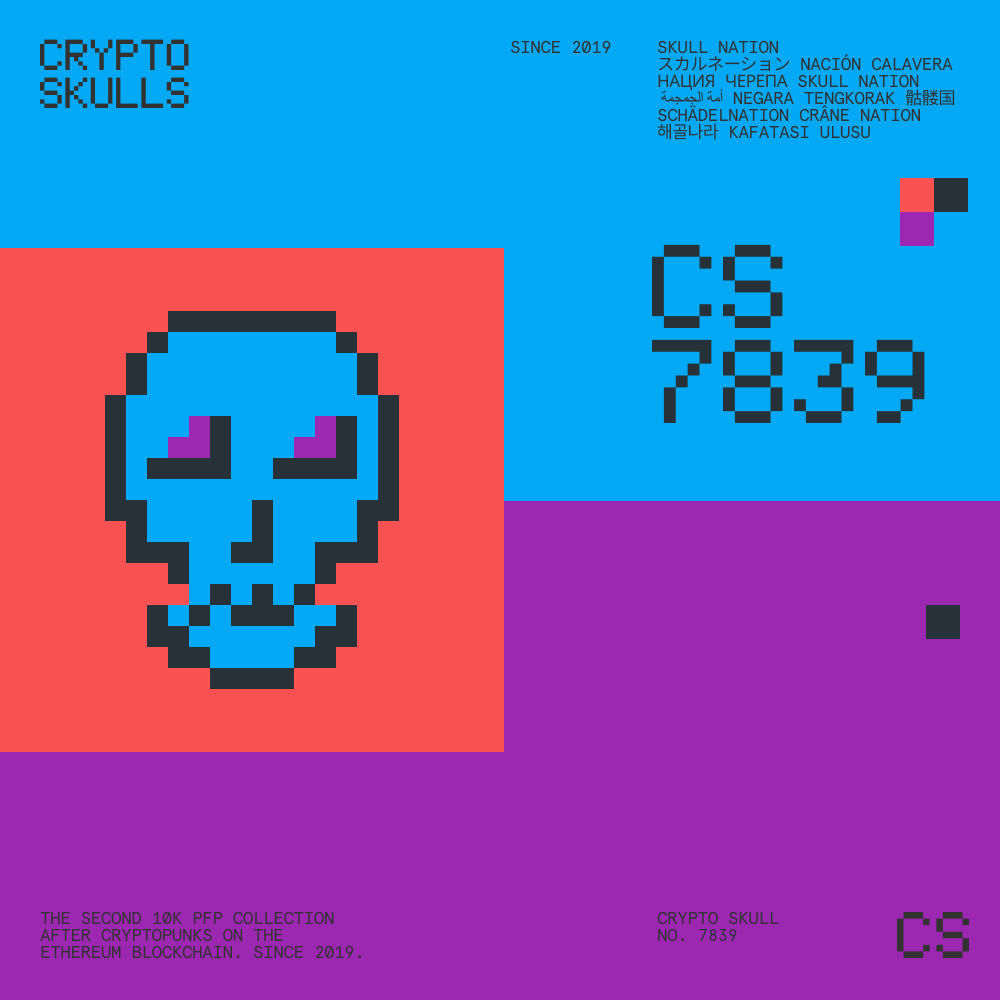 CRYPTO
SKULLS
SINCE 2019
SKULL NATION
スカルネーション NACIÓN CALAVERA
НАЦИЯ ЧЕРЕПА SKULL NATION
أمة الجمجمة NEGARA TENGKORAK 骷髅国
SCHÄDELNATION CRÂNE NATION
해골나라 KAFATASI ULUSU
CS
7839
THE SECOND 10K PFP COLLECTION
AFTER CRYPTOPUNKS ON THE
ETHEREUM BLOCKCHAIN. SINCE 2019.
CRYPTO SKULL
NO. 7839
CS